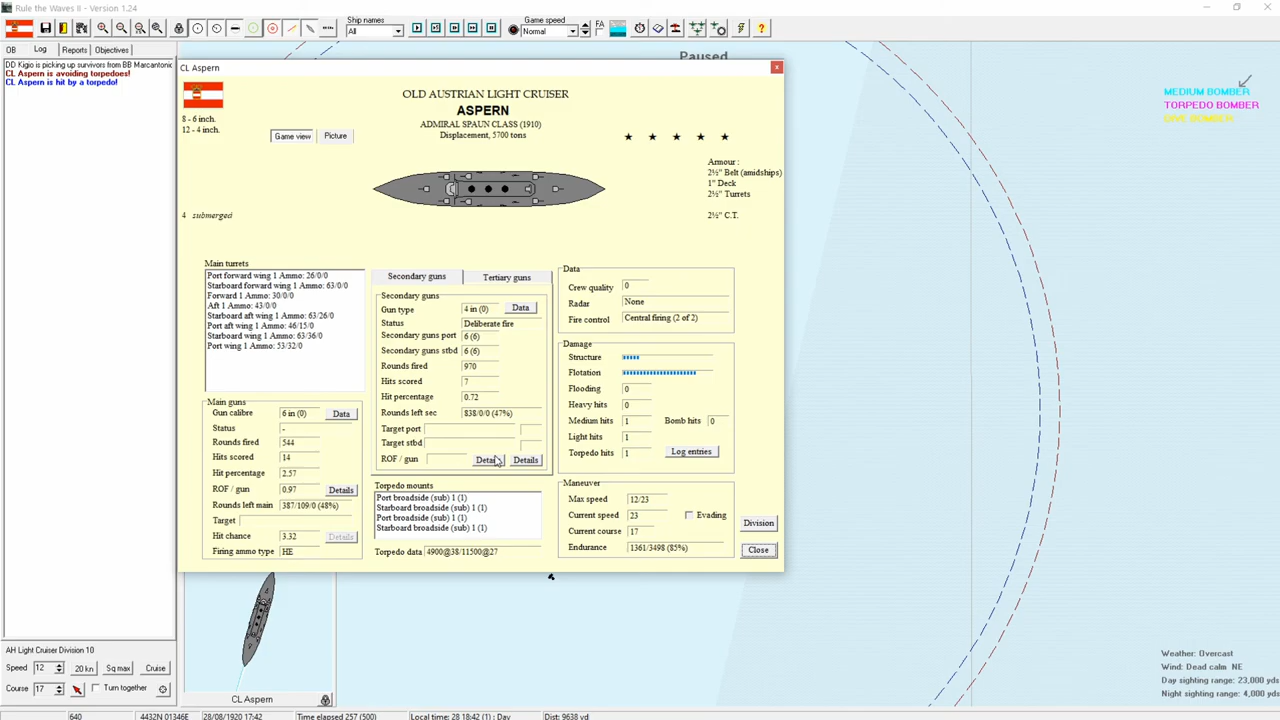 Rule the Waves II - Version 1.24
Ship names
All
Game speed
Normal
FA
OB Log Reports Objectives
DD Kigio is picking up survivors from BB Marcantonio
CL Aspern is avoiding torpedoes!
CL Aspern is hit by a torpedo!
Paused
MEDIUM BOMBER
TORPEDO BOMBER
DIVE BOMBER
CL Aspern
8 - 6 inch.
12 - 4 inch.
Game view Picture
OLD AUSTRIAN LIGHT CRUISER
ASPERN
ADMIRAL SPAUN CLASS (1910)
Displacement, 5700 tons
★ ★ ★ ★ ★
Armour :
2½" Belt (amidships)
1" Deck
2½" Turrets
2½" C.T.
4 submerged
Main turrets
Port forward wing 1 Ammo: 26/0/0
Starboard forward wing 1 Ammo: 63/0/0
Forward 1 Ammo: 30/0/0
Aft 1 Ammo: 43/0/0
Starboard aft wing 1 Ammo: 63/26/0
Port aft wing 1 Ammo: 46/15/0
Starboard wing 1 Ammo: 63/36/0
Port wing 1 Ammo: 53/32/0
Main guns
Gun calibre 6 in (0) Data
Status -
Rounds fired 544
Hits scored 14
Hit percentage 2.57
ROF / gun 0.97 Details
Rounds left main 387/109/0 (48%)
Target
Hit chance 3.32 Details
Firing ammo type HE
Secondary guns Tertiary guns
Secondary guns
Gun type 4 in (0) Data
Status Deliberate fire
Secondary guns port 6 (6)
Secondary guns stbd 6 (6)
Rounds fired 970
Hits scored 7
Hit percentage 0.72
Rounds left sec 838/0/0 (47%)
Target port
Target stbd
ROF / gun Details Details
Torpedo mounts
Port broadside (sub) 1 (1)
Starboard broadside (sub) 1 (1)
Port broadside (sub) 1 (1)
Starboard broadside (sub) 1 (1)
Torpedo data 4900@38/11500@27
Data
Crew quality 0
Radar None
Fire control Central firing (2 of 2)
Damage
Structure
Flotation
Flooding 0
Heavy hits 0
Medium hits 1 Bomb hits 0
Light hits 1
Torpedo hits 1 Log entries
Maneuver
Max speed 12/23
Current speed 23 Evading
Current course 17
Endurance 1361/3498 (85%)
Division
Close
AH Light Cruiser Division 10
Speed 12 20 kn Sq max Cruise
Course 17 Turn together
CL Aspern
Weather: Overcast
Wind: Dead calm NE
Day sighting range: 23,000 yds
Night sighting range: 4,000 yds
640 4432N 01346E 28/08/1920 17:42 Time elapsed 257 (500) Local time: 28 18:42 (1) : Day Dist: 9638 yd